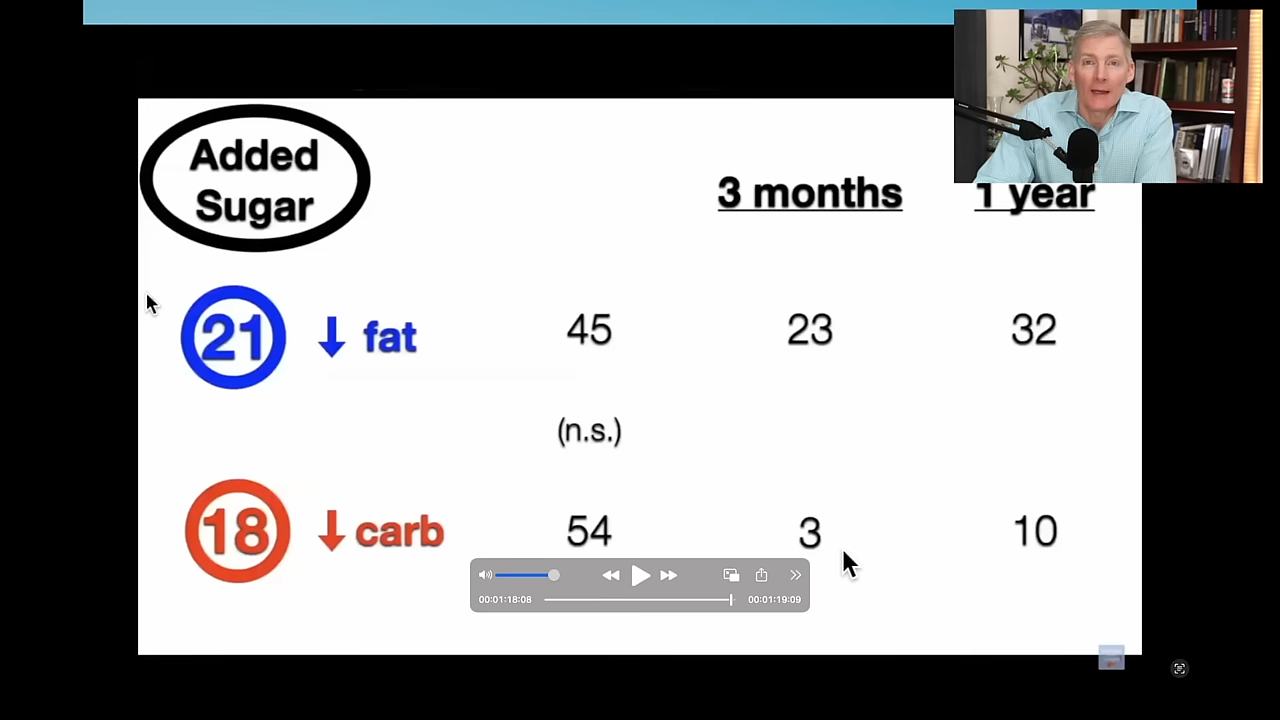 Added
Sugar
3 months
1 year
21
↓ fat
45
23
32
(n.s.)
18
↓ carb
54
3
10
00:01:18:08
00:01:19:09